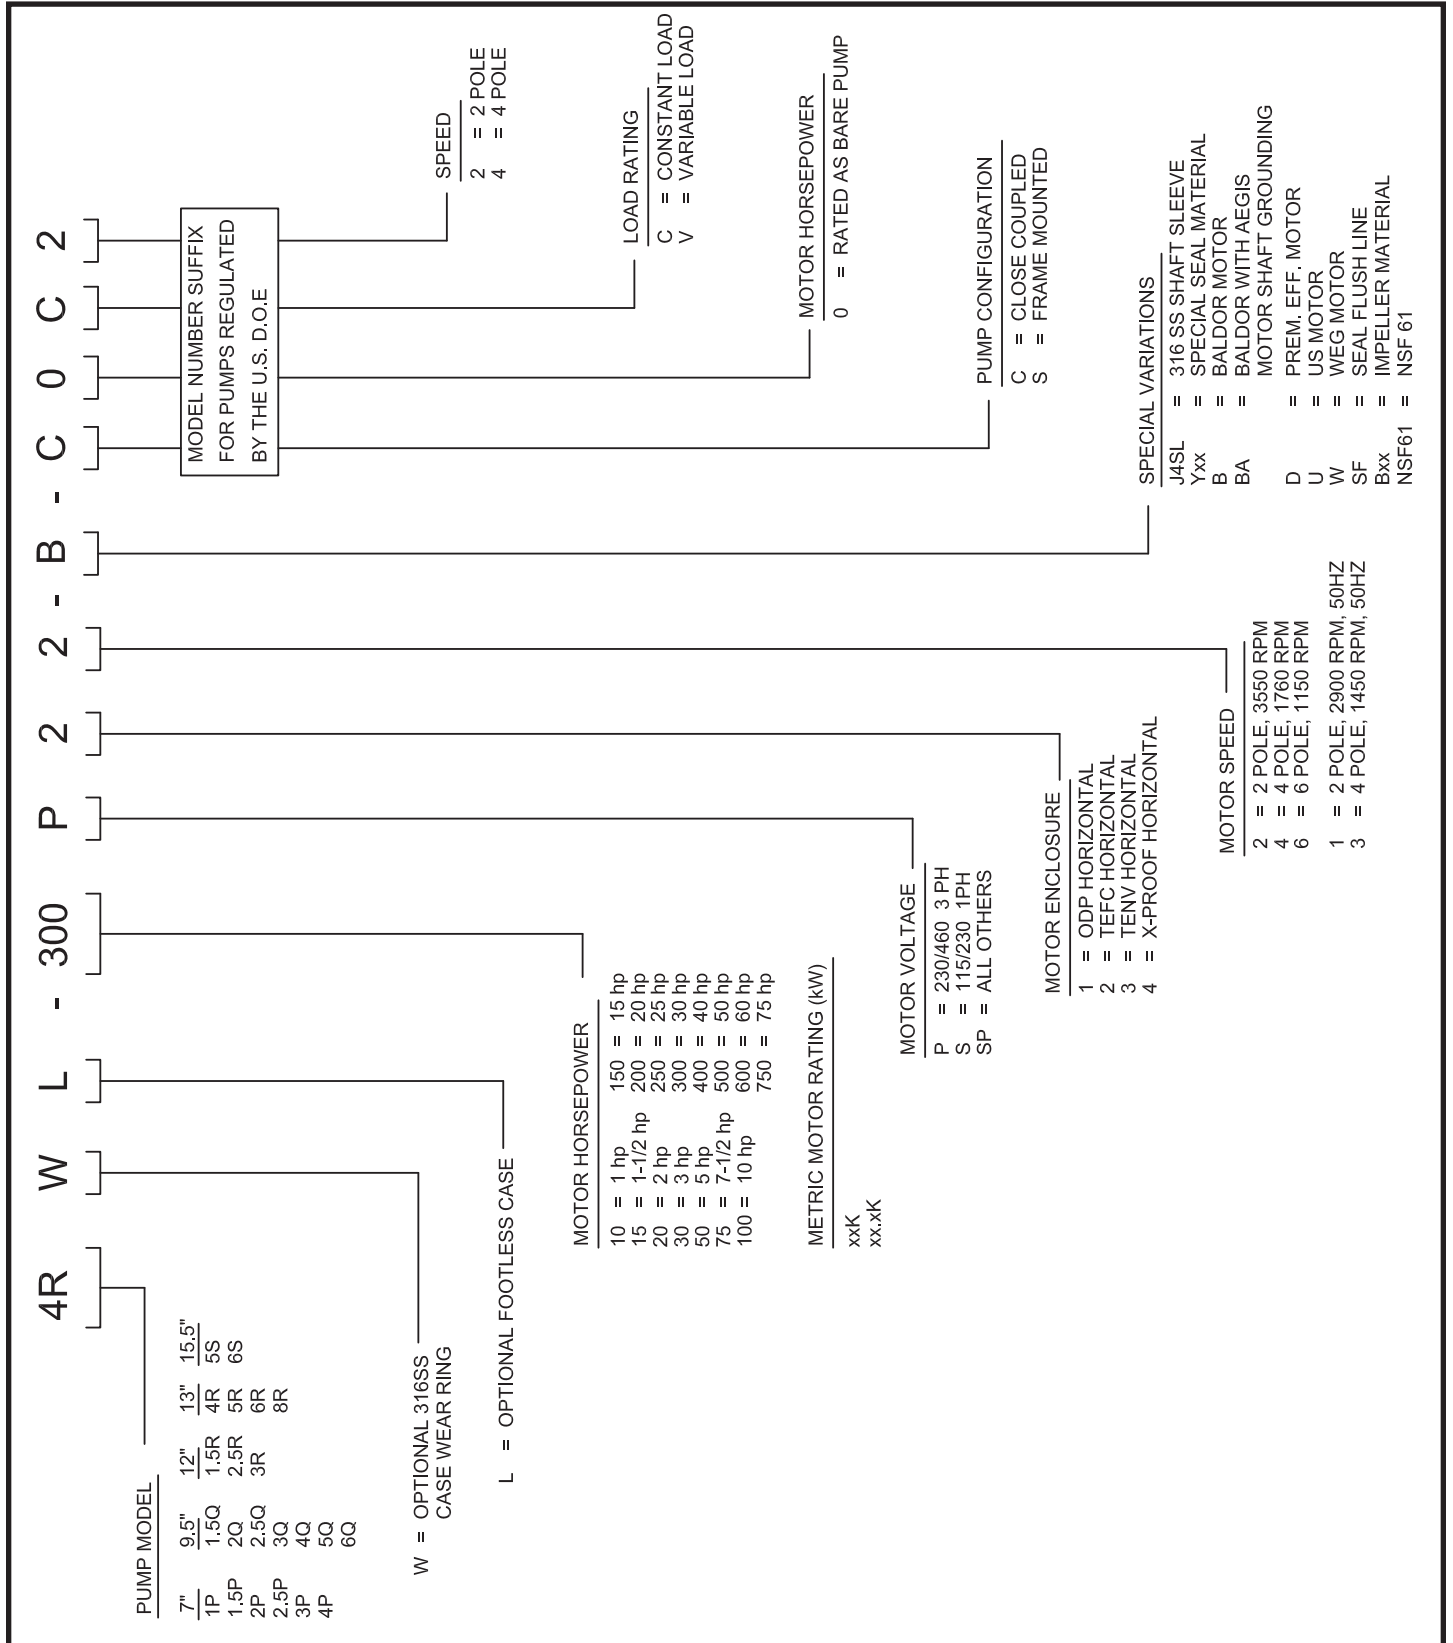 4R W L - 300 P 2 2 - B - C 0 C 2
MODEL NUMBER SUFFIX
FOR PUMPS REGULATED
BY THE U.S. D.O.E
PUMP MODEL
7" 9.5" 12" 13" 15.5"
1P 1.5Q 1.5R 4R 5S
1.5P 2Q 2.5R 5R 6S
2P 2.5Q 3R 6R
2.5P 3Q 8R
3P 4Q
4P 5Q
6Q
W = OPTIONAL 316SS
CASE WEAR RING
L = OPTIONAL FOOTLESS CASE
MOTOR HORSEPOWER
10 = 1 hp 150 = 15 hp
15 = 1-1/2 hp 200 = 20 hp
20 = 2 hp 250 = 25 hp
30 = 3 hp 300 = 30 hp
50 = 5 hp 400 = 40 hp
75 = 7-1/2 hp 500 = 50 hp
100 = 10 hp 600 = 60 hp
750 = 75 hp
METRIC MOTOR RATING (kW)
xxK
xx.xK
MOTOR VOLTAGE
P = 230/460 3 PH
S = 115/230 1PH
SP = ALL OTHERS
MOTOR ENCLOSURE
1 = ODP HORIZONTAL
2 = TEFC HORIZONTAL
3 = TENV HORIZONTAL
4 = X-PROOF HORIZONTAL
MOTOR SPEED
2 = 2 POLE, 3550 RPM
4 = 4 POLE, 1760 RPM
6 = 6 POLE, 1150 RPM
1 = 2 POLE, 2900 RPM, 50HZ
3 = 4 POLE, 1450 RPM, 50HZ
SPECIAL VARIATIONS
J4SL = 316 SS SHAFT SLEEVE
Yxx = SPECIAL SEAL MATERIAL
B = BALDOR MOTOR
BA = BALDOR WITH AEGIS
MOTOR SHAFT GROUNDING
D = PREM. EFF. MOTOR
U = US MOTOR
W = WEG MOTOR
SF = SEAL FLUSH LINE
Bxx = IMPELLER MATERIAL
NSF61 = NSF 61
PUMP CONFIGURATION
C = CLOSE COUPLED
S = FRAME MOUNTED
MOTOR HORSEPOWER
0 = RATED AS BARE PUMP
LOAD RATING
C = CONSTANT LOAD
V = VARIABLE LOAD
SPEED
2 = 2 POLE
4 = 4 POLE